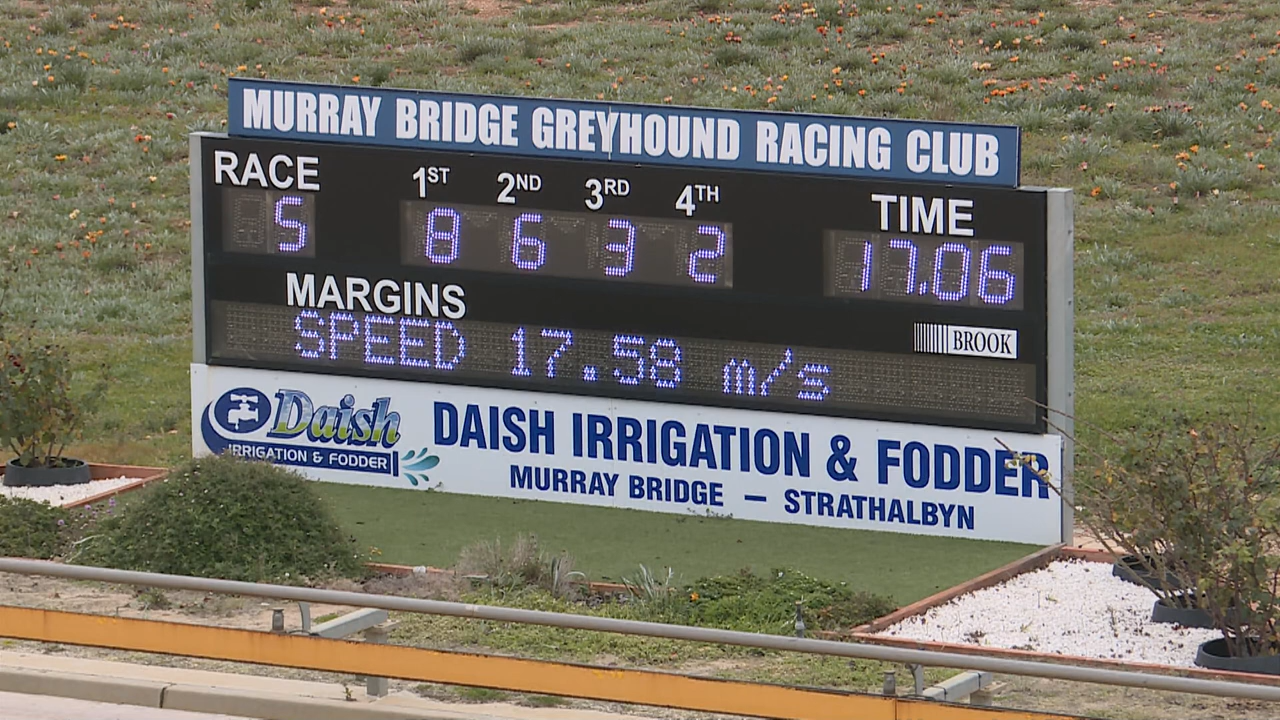 MURRAY BRIDGE GREYHOUND RACING CLUB
RACE 1ST 2ND 3RD 4TH TIME
5 8 6 3 2 17.06
MARGINS
BROOK
SPEED 17.58 m/s
Daish
IRRIGATION & FODDER
DAISH IRRIGATION & FODDER
MURRAY BRIDGE – STRATHALBYN